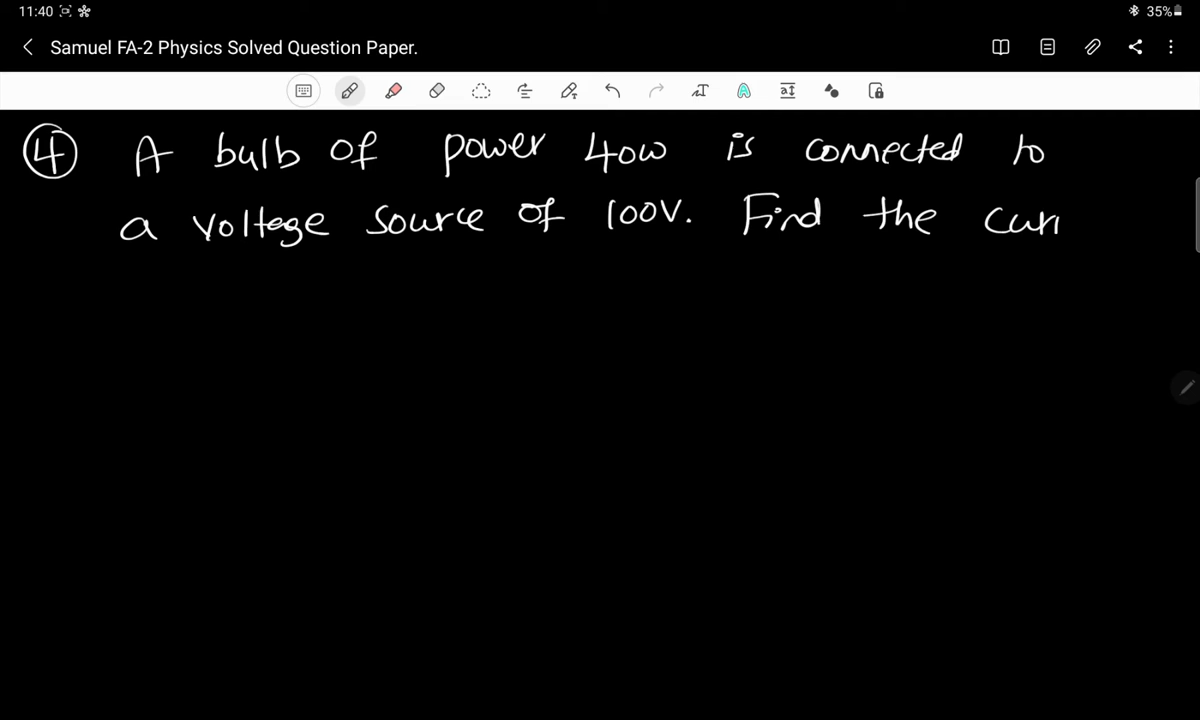 11:40 35%
Samuel FA-2 Physics Solved Question Paper.
④ A bulb of power 40W is connected to
a voltage source of 100V. Find the curr